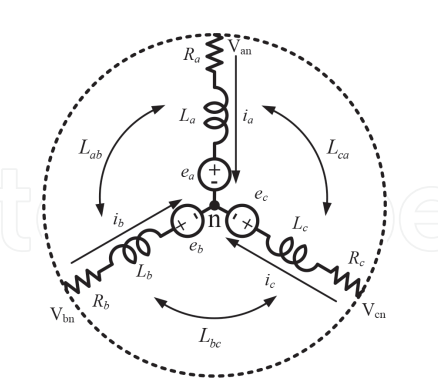 Van
Ra
La
ia
Lab
Lca
ea
+
-
ec
ib
n
+
-
-
+
eb
Lc
Lb
ic
Rc
Rb
Vbn
Vcn
Lbc